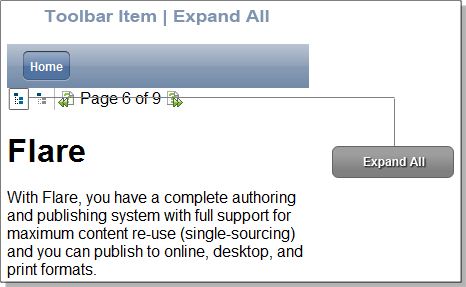 Toolbar Item | Expand All
Home
Page 6 of 9
Expand All
Flare
With Flare, you have a complete authoring
and publishing system with full support for
maximum content re-use (single-sourcing)
and you can publish to online, desktop, and
print formats.